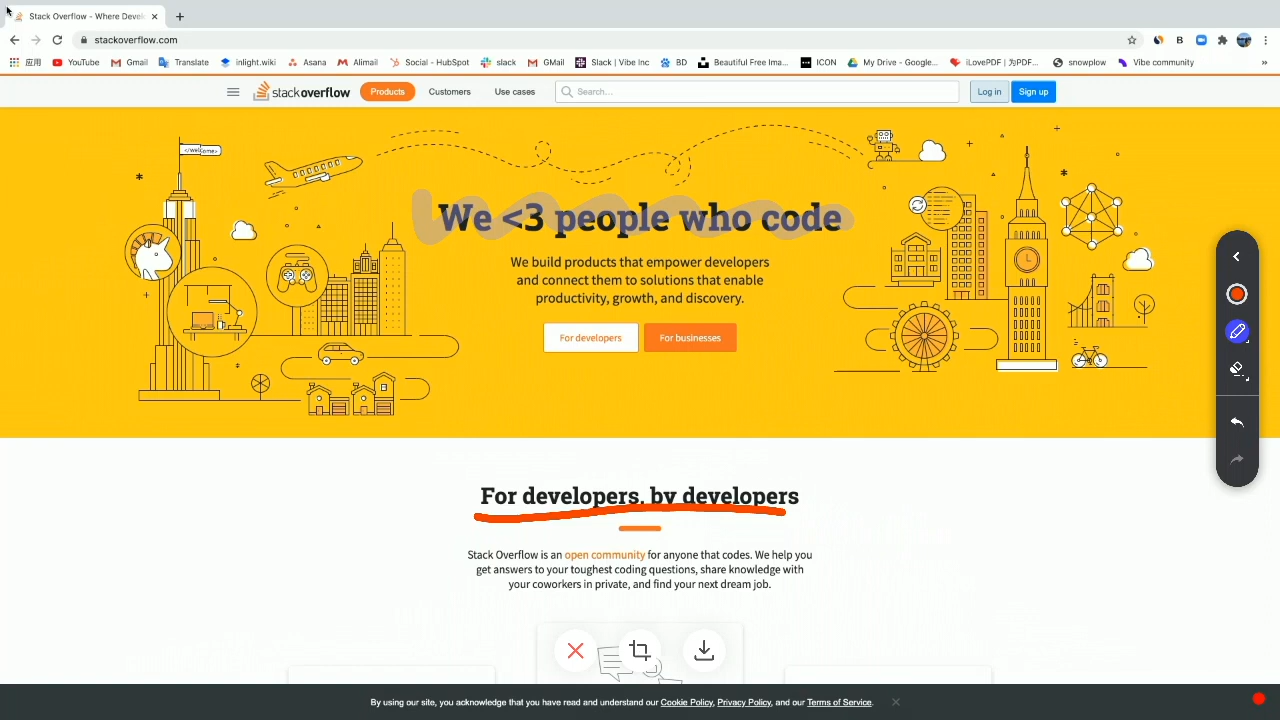 Stack Overflow - Where Devel
stackoverflow.com
应用 YouTube Gmail Translate inlight.wiki Asana Alimail Social - HubSpot slack GMail Slack | Vibe Inc BD Beautiful Free Ima... ICON My Drive - Google... iLovePDF | 为PDF... snowplow Vibe community »
stackoverflow Products Customers Use cases Search... Log in Sign up
</welcome>
We <3 people who code
We build products that empower developers
and connect them to solutions that enable
productivity, growth, and discovery.
For developers For businesses
For developers, by developers
Stack Overflow is an open community for anyone that codes. We help you
get answers to your toughest coding questions, share knowledge with
your coworkers in private, and find your next dream job.
By using our site, you acknowledge that you have read and understand our Cookie Policy, Privacy Policy, and our Terms of Service.